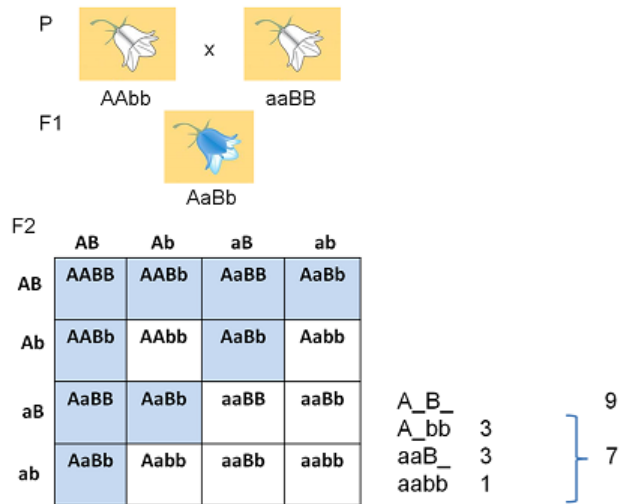 P
x
AAbb aaBB
F1
AaBb
F2
AB Ab aB ab
AB AABB AABb AaBB AaBb
Ab AABb AAbb AaBb Aabb
aB AaBB AaBb aaBB aaBb
ab AaBb Aabb aaBb aabb
A_B_ 9
A_bb 3
aaB_ 3 7
aabb 1